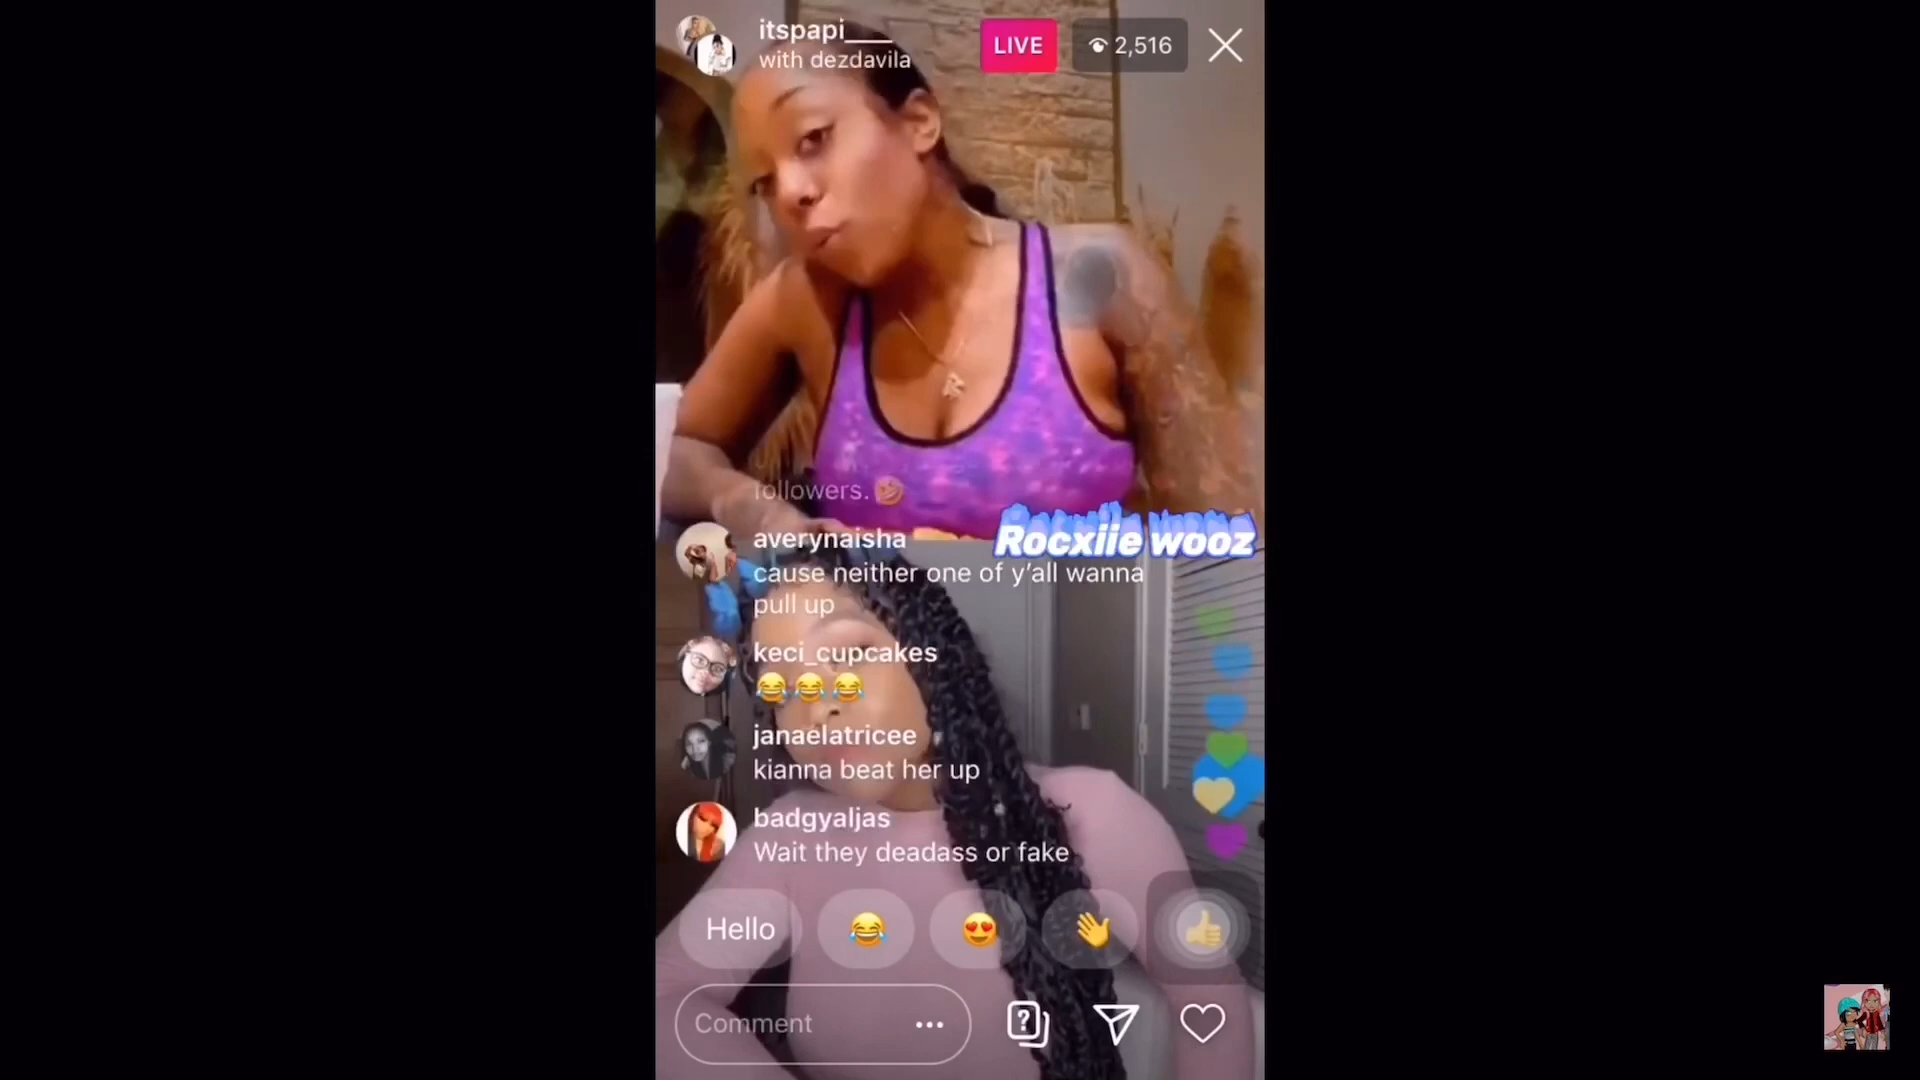 itspapi____
with dezdavila
LIVE
2,516
followers. 🤣
averynaisha
cause neither one of y’all wanna
pull up
keci_cupcakes
😂😂😂
janaelatricee
kianna beat her up
badgyaljas
Wait they deadass or fake
Rocxiie wooz
Hello
Comment